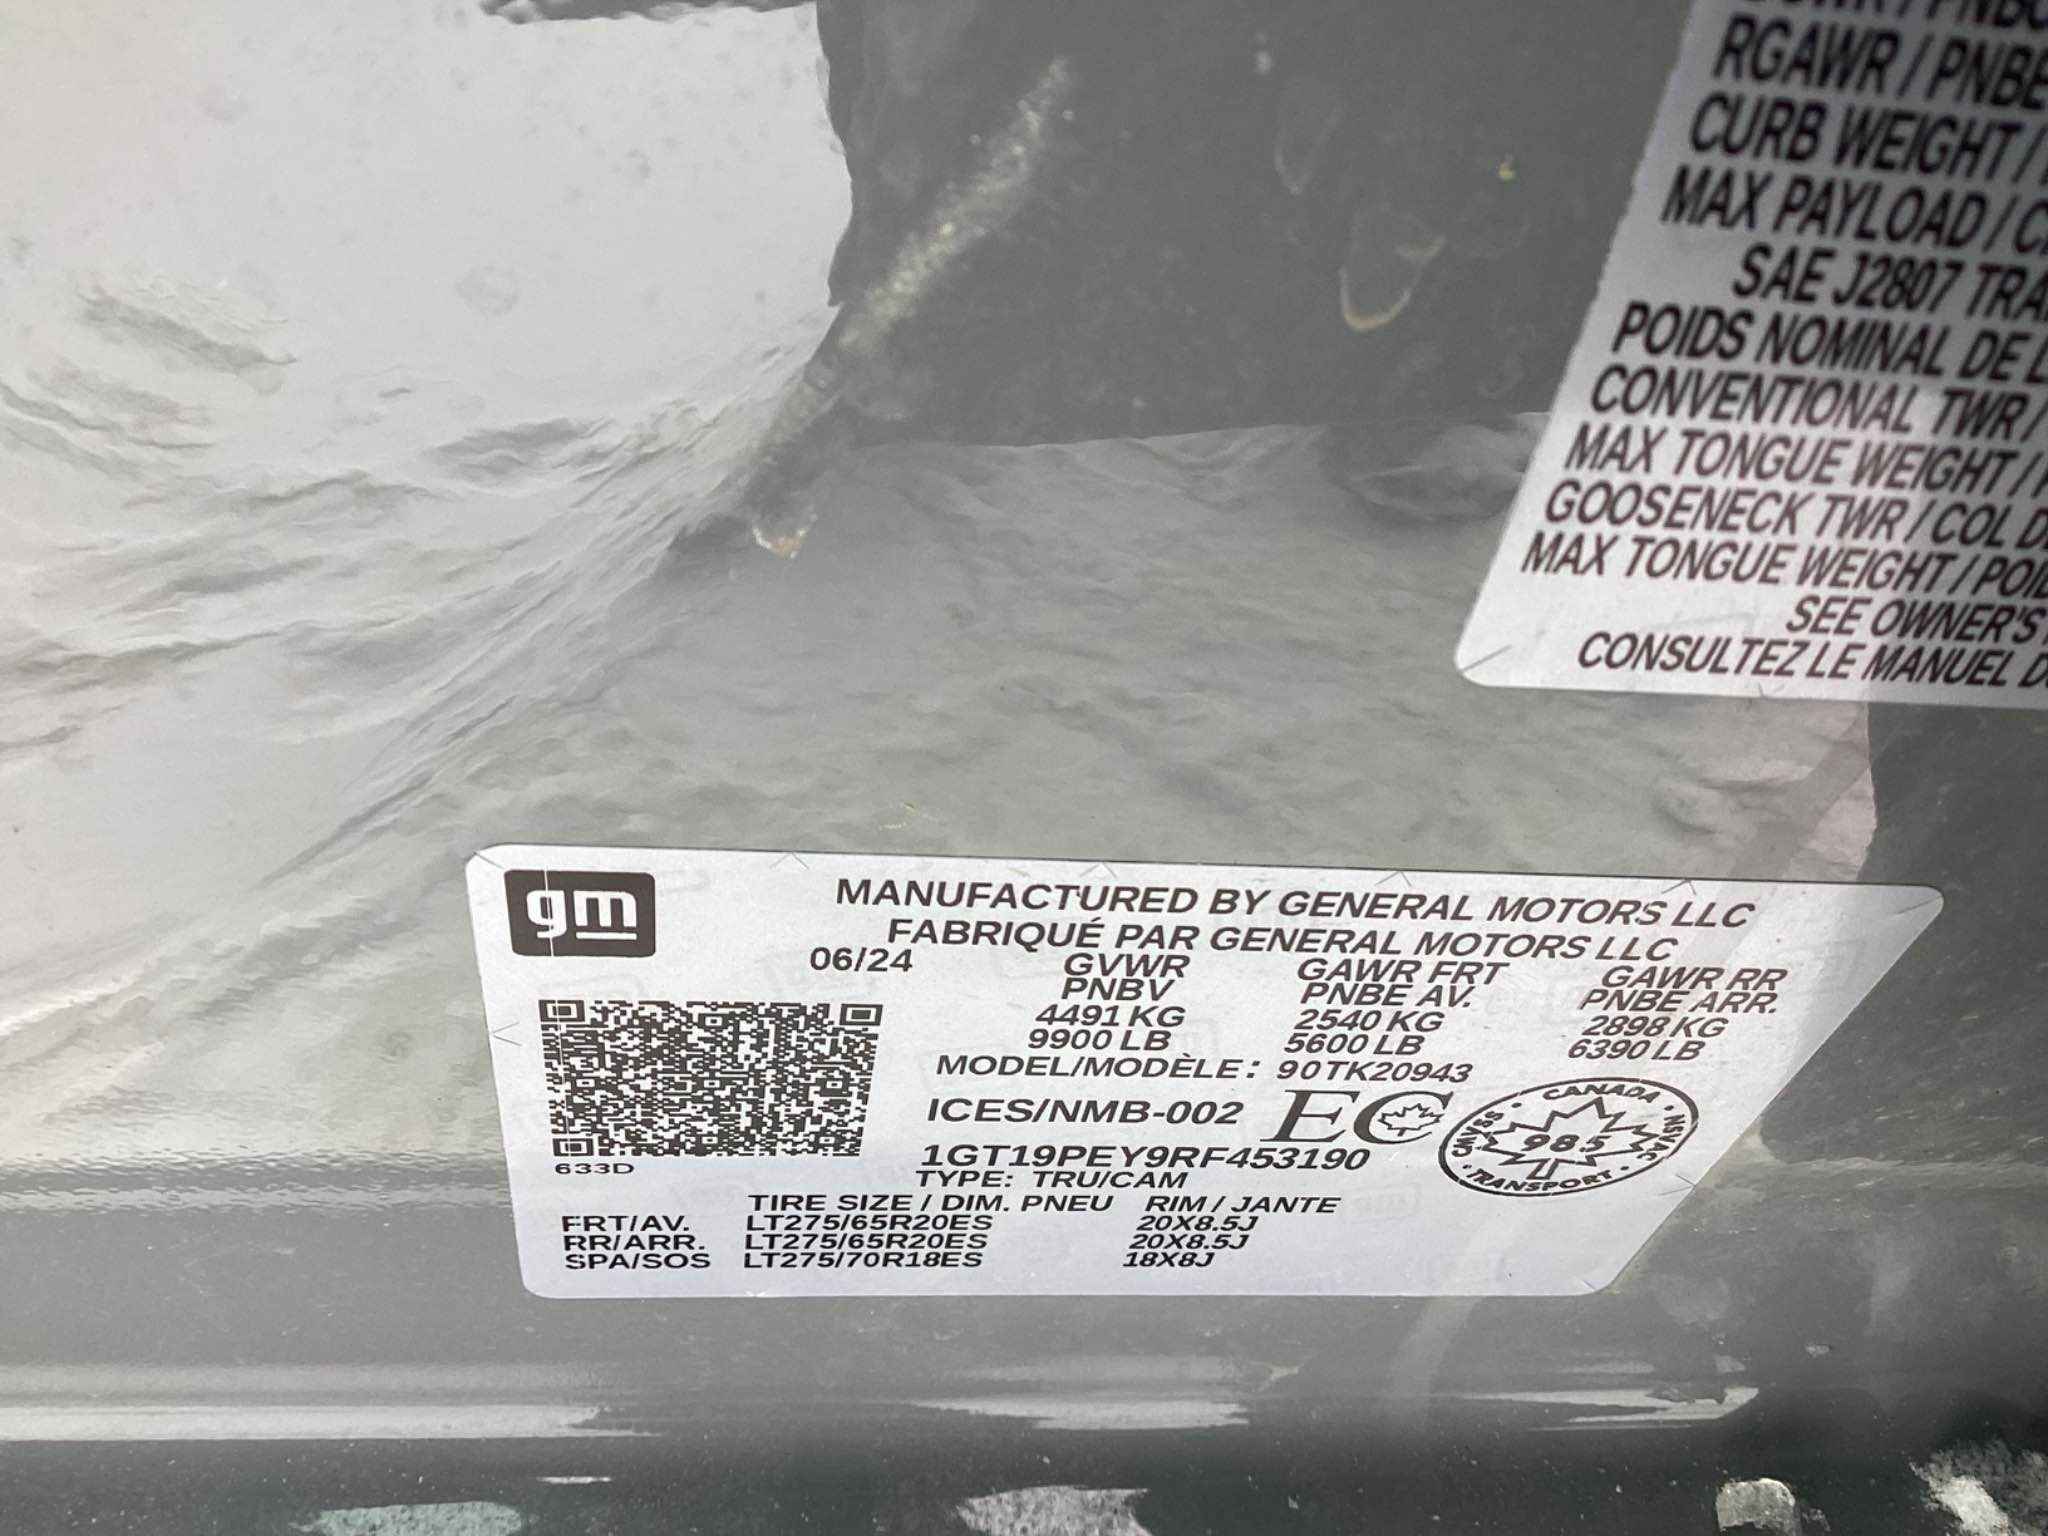 RGAWR / PNBE
CURB WEIGHT /
MAX PAYLOAD /
SAE J2807
POIDS NOMINAL DE
CONVENTIONAL TWR /
MAX TONGUE WEIGHT /
GOOSENECK TWR / COL
MAX TONGUE WEIGHT /
SEE OWNER'S
CONSULTEZ LE MANUEL
gm
MANUFACTURED BY GENERAL MOTORS LLC
FABRIQUÉ PAR GENERAL MOTORS LLC
06/24 GVWR GAWR FRT GAWR RR
PNBV PNBE AV. PNBE ARR.
4491 KG 2540 KG 2898 KG
9900 LB 5600 LB 6390 LB
MODEL/MODÈLE: 90TK20943
ICES/NMB-002 EC
CANADA • NSVAC • TRANSPORT • CMVSS •
98.5
1GT19PEY9RF453190
633D
TYPE: TRU/CAM
TIRE SIZE / DIM. PNEU RIM / JANTE
FRT/AV. LT275/65R20ES 20X8.5J
RR/ARR. LT275/65R20ES 20X8.5J
SPA/SOS LT275/70R18ES 18X8J